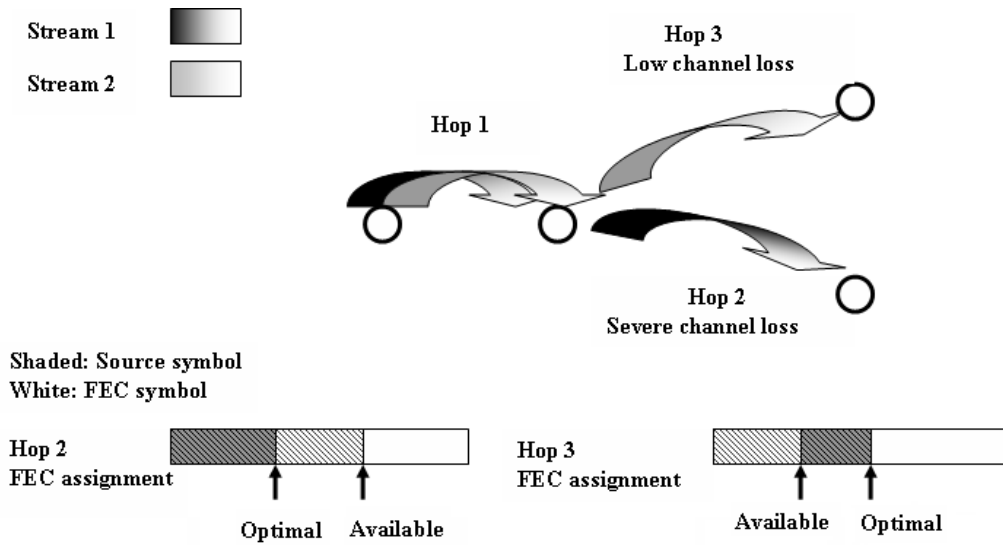 Stream 1
Stream 2
Hop 1
Hop 3
Low channel loss
Hop 2
Severe channel loss
Shaded: Source symbol
White: FEC symbol
Hop 2
FEC assignment
Optimal
Available
Hop 3
FEC assignment
Available
Optimal